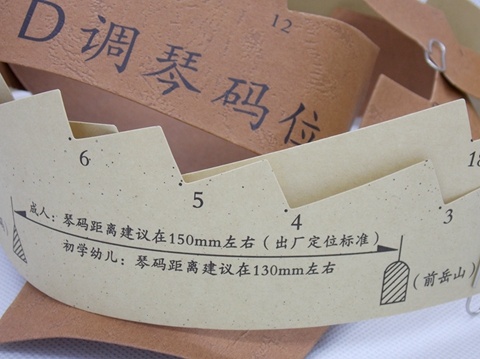 12
D调琴码位
18
6
5
4
3
成人：琴码距离建议在150mm左右（出厂定位标准）
初学幼儿：琴码距离建议在130mm左右
（前岳山）